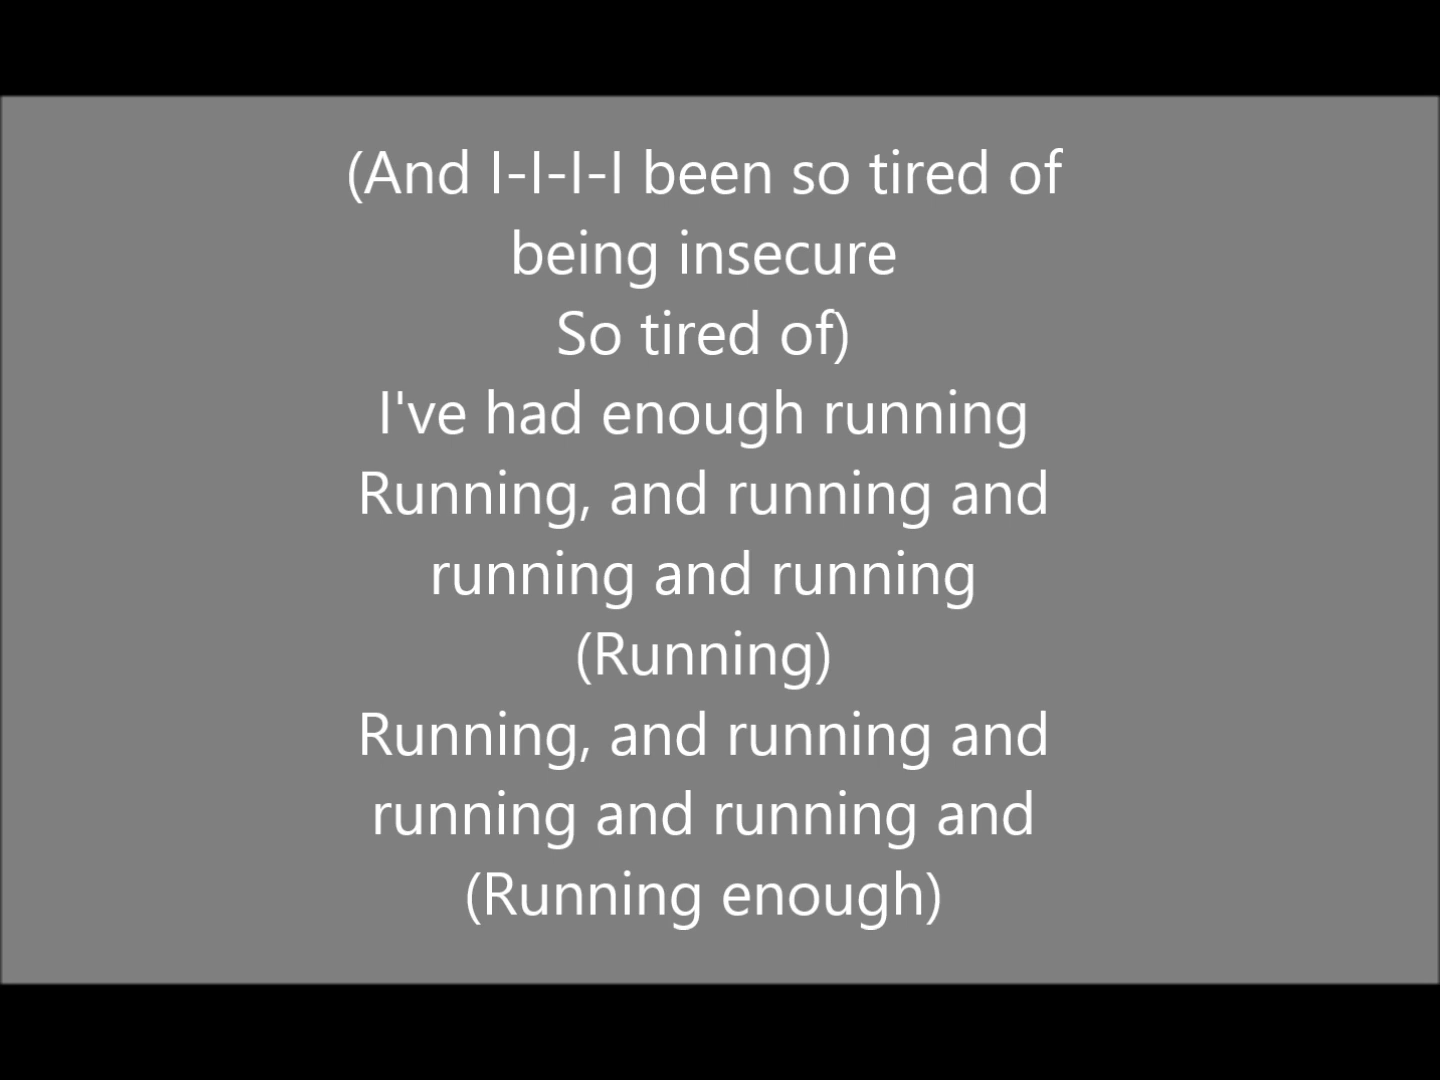 (And I-I-I-I been so tired of
being insecure
So tired of)
I've had enough running
Running, and running and
running and running
(Running)
Running, and running and
running and running and
(Running enough)